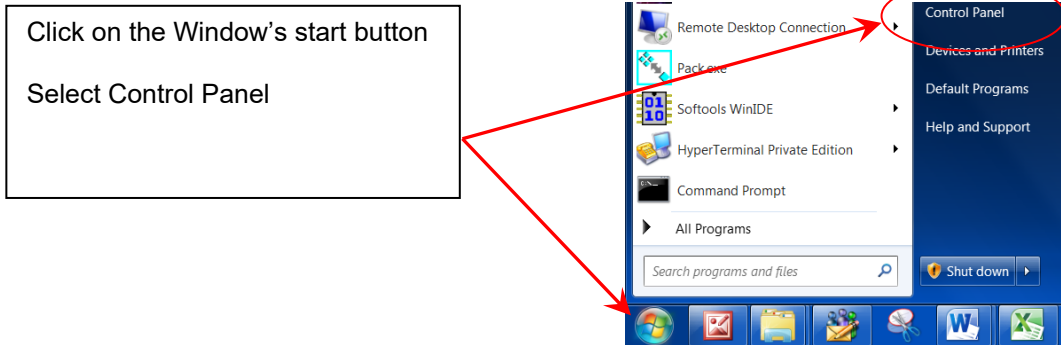 Click on the Window’s start button
Select Control Panel
Remote Desktop Connection
Pack.exe
01
10
Softools WinIDE
HyperTerminal Private Edition
Command Prompt
All Programs
Search programs and files
Control Panel
Devices and Printers
Default Programs
Help and Support
Shut down
W
X